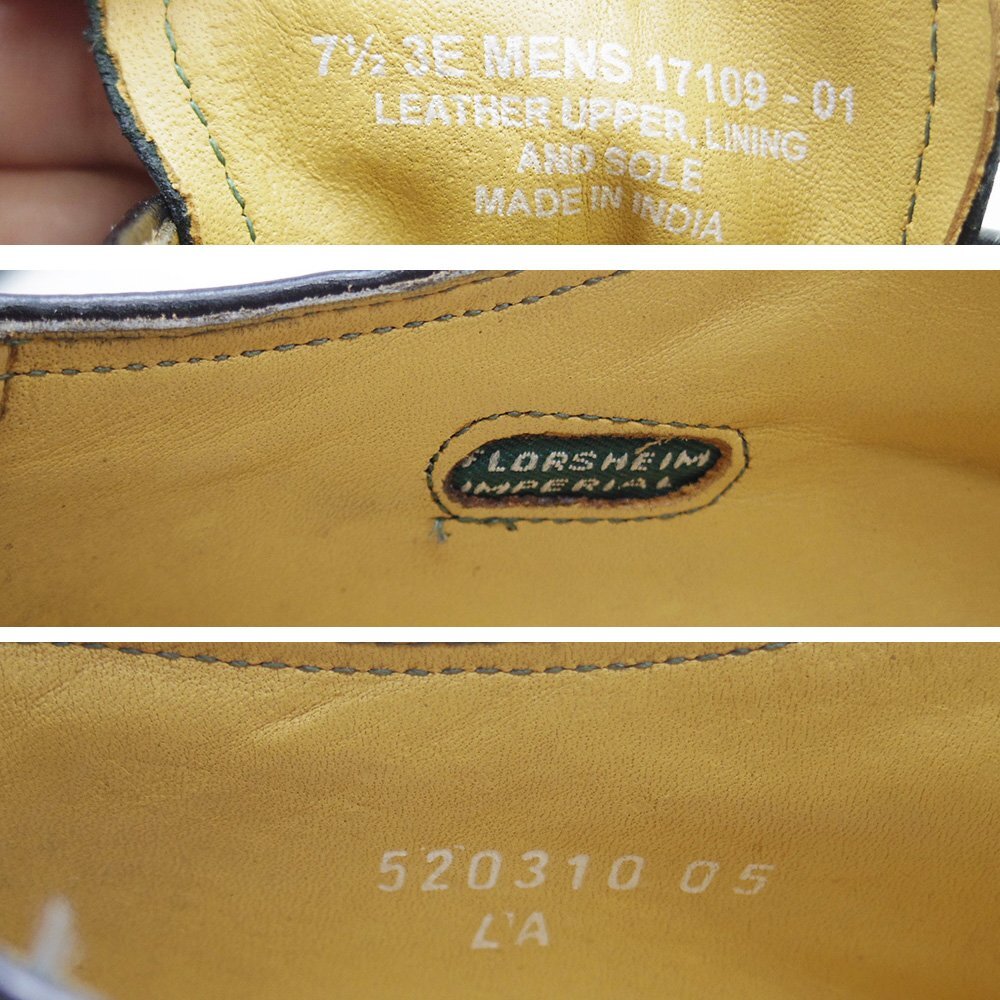 7½ 3E MENS 17109 - 01
LEATHER UPPER, LINING
AND SOLE
MADE IN INDIA
FLORSHEIM
IMPERIAL
520310 05
L'A